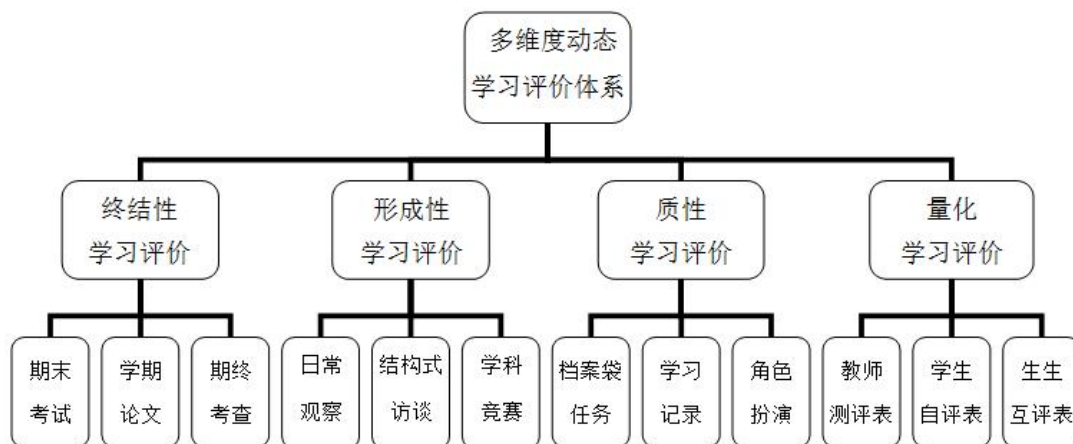 多维度动态
学习评价体系
终结性
学习评价
形成性
学习评价
质性
学习评价
量化
学习评价
期末
考试
学期
论文
期终
考查
日常
观察
结构式
访谈
学科
竞赛
档案袋
任务
学习
记录
角色
扮演
教师
测评表
学生
自评表
生生
互评表